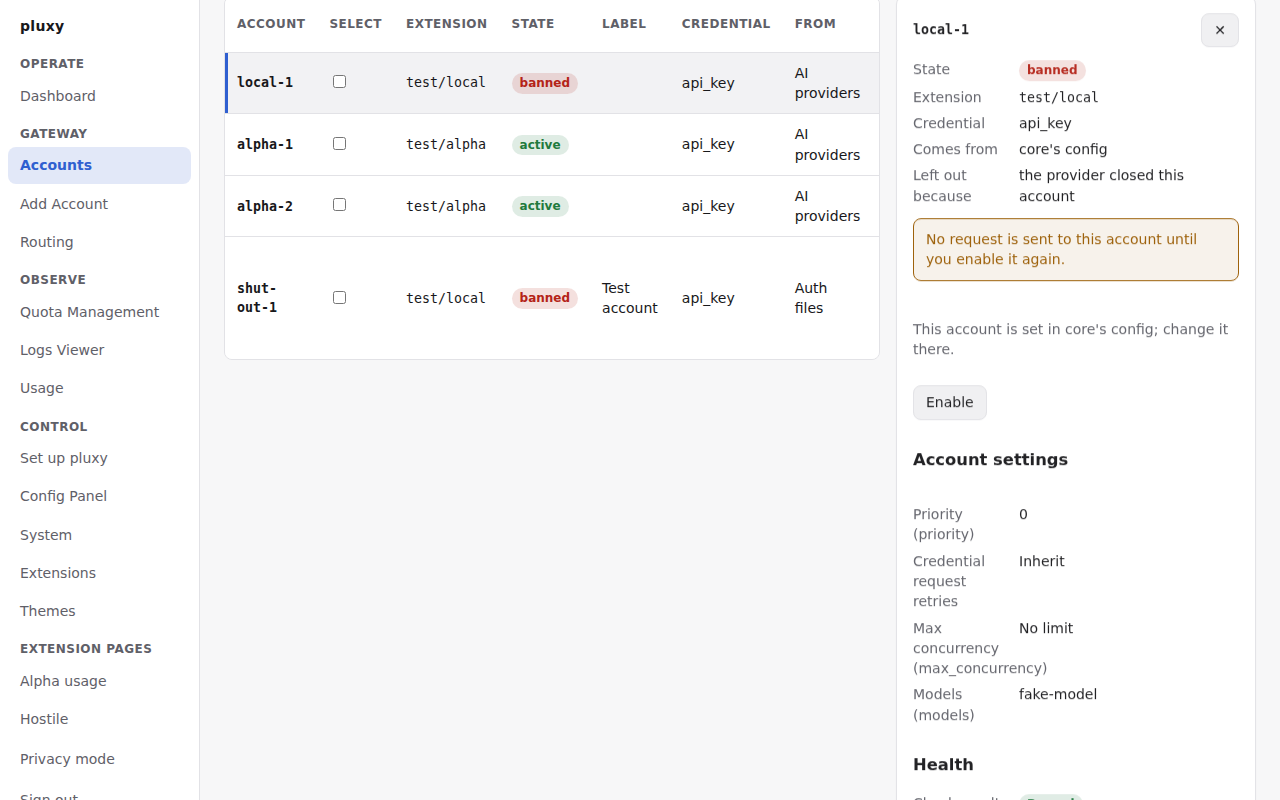 pluxy
OPERATE
Dashboard
GATEWAY
Accounts
Add Account
Routing
OBSERVE
Quota Management
Logs Viewer
Usage
CONTROL
Set up pluxy
Config Panel
System
Extensions
Themes
EXTENSION PAGES
Alpha usage
Hostile
Privacy mode
Sign out
ACCOUNT SELECT EXTENSION STATE LABEL CREDENTIAL FROM
local-1 test/local banned api_key AI
providers
alpha-1 test/alpha active api_key AI
providers
alpha-2 test/alpha active api_key AI
providers
shut-
out-1 test/local banned Test
account api_key Auth
files
local-1 ✕
State banned
Extension test/local
Credential api_key
Comes from core's config
Left out
because the provider closed this
account
No request is sent to this account until
you enable it again.
This account is set in core's config; change it
there.
Enable
Account settings
Priority
(priority) 0
Credential
request
retries Inherit
Max
concurrency
(max_concurrency) No limit
Models
(models) fake-model
Health